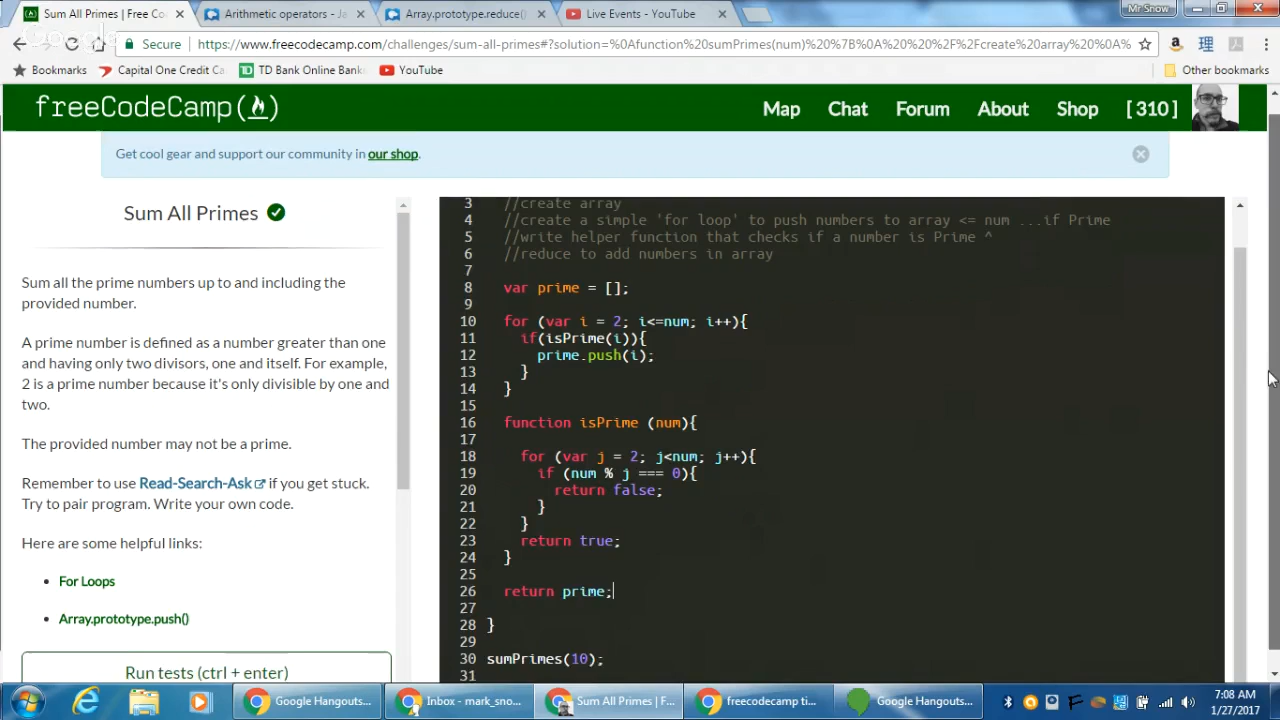 Sum All Primes | Free Co
Arithmetic operators - Ja
Array.prototype.reduce()
Live Events - YouTube
Mr Snow
Secure
https://www.freecodecamp.com/challenges/sum-all-primes#?solution=%0Afunction%20sumPrimes(num)%20%7B%0A%20%20%2F%2Fcreate%20array%20%0A%
Bookmarks
Capital One Credit Ca
TD Bank Online Bank
YouTube
Other bookmarks
freeCodeCamp
Map
Chat
Forum
About
Shop
[ 310 ]
Get cool gear and support our community in our shop.
Sum All Primes
Sum all the prime numbers up to and including the
provided number.
A prime number is defined as a number greater than one
and having only two divisors, one and itself. For example,
2 is a prime number because it's only divisible by one and
two.
The provided number may not be a prime.
Remember to use Read-Search-Ask if you get stuck.
Try to pair program. Write your own code.
Here are some helpful links:
For Loops
Array.prototype.push()
Run tests (ctrl + enter)
3 //create array
4 //create a simple 'for loop' to push numbers to array <= num ...if Prime
5 //write helper function that checks if a number is Prime ^
6 //reduce to add numbers in array
7
8 var prime = [];
9
10 for (var i = 2; i<=num; i++){
11 if(isPrime(i)){
12 prime.push(i);
13 }
14 }
15
16 function isPrime (num){
17
18 for (var j = 2; j<num; j++){
19 if (num % j === 0){
20 return false;
21 }
22 }
23 return true;
24 }
25
26 return prime;
27
28 }
29
30 sumPrimes(10);
31
Google Hangouts...
Inbox - mark_sno...
Sum All Primes | F...
freecodecamp ti...
Google Hangouts...
7:08 AM
1/27/2017